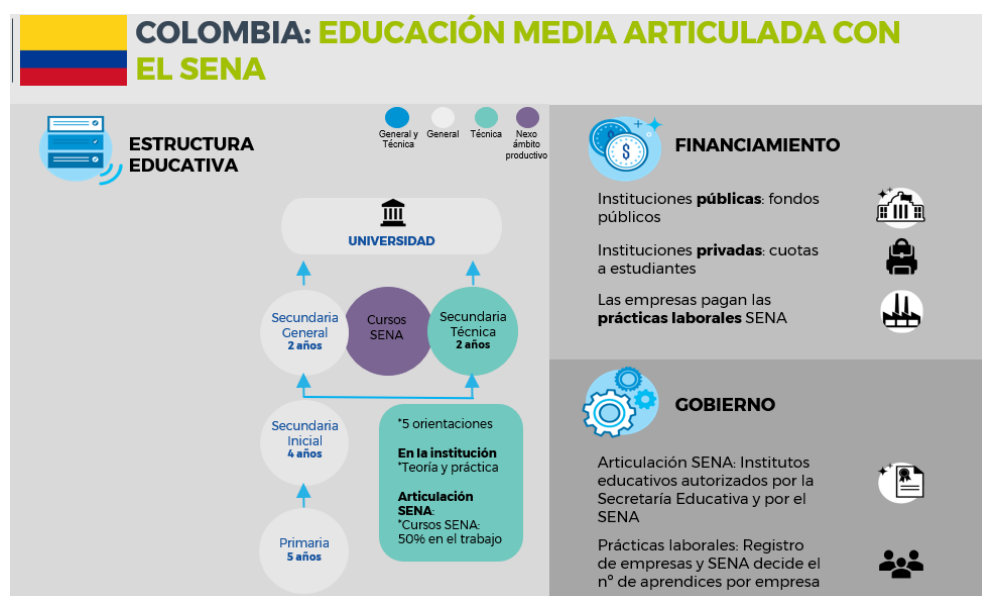 COLOMBIA: EDUCACIÓN MEDIA ARTICULADA CON
EL SENA
ESTRUCTURA
EDUCATIVA
General y
Técnica
General
Técnica
Nexo
ámbito
productivo
UNIVERSIDAD
Secundaria
General
2 años
Cursos
SENA
Secundaria
Técnica
2 años
Secundaria
Inicial
4 años
Primaria
5 años
*5 orientaciones
En la institución
*Teoría y práctica
Articulación
SENA:
*Cursos SENA:
50% en el trabajo
FINANCIAMIENTO
Instituciones públicas: fondos
públicos
Instituciones privadas: cuotas
a estudiantes
Las empresas pagan las
prácticas laborales SENA
GOBIERNO
Articulación SENA: Institutos
educativos autorizados por la
Secretaría Educativa y por el
SENA
Prácticas laborales: Registro
de empresas y SENA decide el
nº de aprendices por empresa